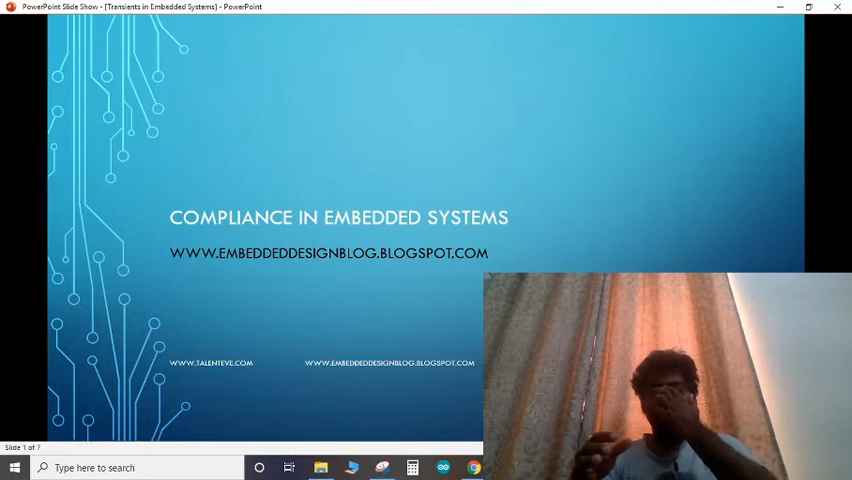 PowerPoint Slide Show - [Transients in Embedded Systems] - PowerPoint
COMPLIANCE IN EMBEDDED SYSTEMS
WWW.EMBEDDEDDESIGNBLOG.BLOGSPOT.COM
WWW.TALENTEVE.COM
WWW.EMBEDDEDDESIGNBLOG.BLOGSPOT.COM
Slide 1 of 7
Type here to search